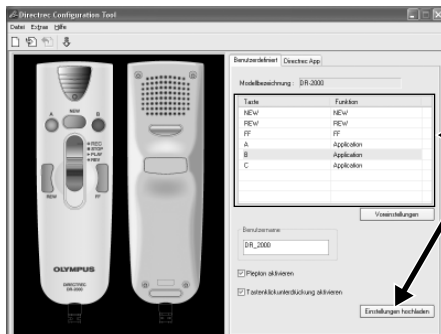 Directrec Configuration Tool
Datei Extras Hilfe
Benutzerdefiniert Directrec App
Modellbezeichnung : DR-2000
Taste Funktion
NEW NEW
REW REW
FF FF
A Application
B Application
C Application
Voreinstellungen
Benutzername
DR_2000
Piepton aktivieren
Tastenklickunterdrückung aktivieren
Einstellungen hochladen
NEW
A B
REC
STOP
PLAY
REV
REW FF
OLYMPUS
DIRECTREC
DR-2000